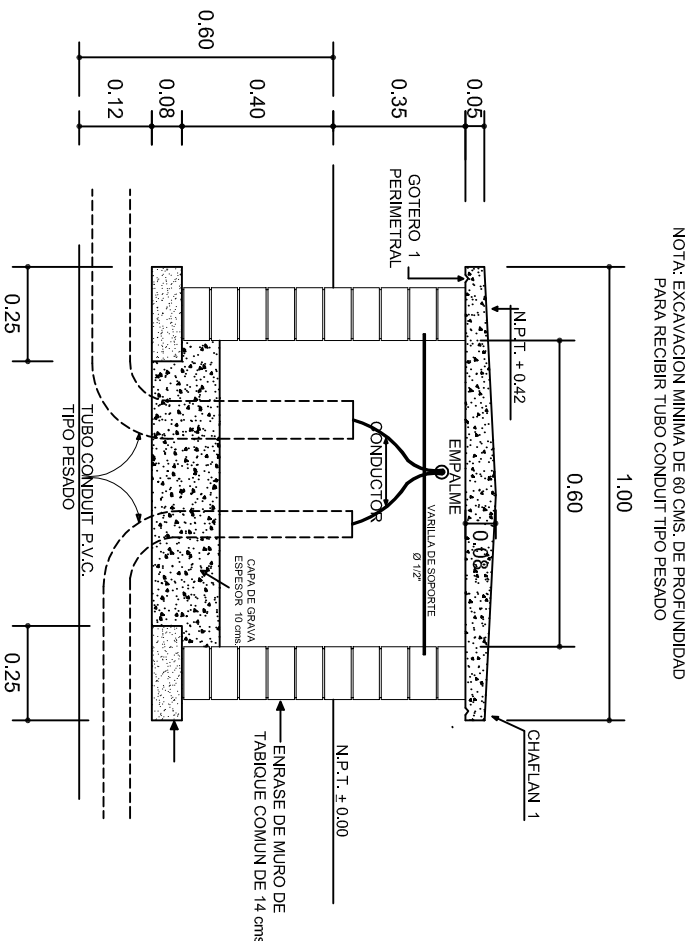 NOTA: EXCAVACION MINIMA DE 60 CMS. DE PROFUNDIDAD
PARA RECIBIR TUBO CONDUIT TIPO PESADO
1.00
0.60
CHAFLAN 1
N.P.T. + 0.42
0.08
GOTERO 1
PERIMETRAL
EMPALME
VARILLA DE SOPORTE
Ø 1/2"
CONDUCTOR
N.P.T. ± 0.00
ENRASE DE MURO DE
TABIQUE COMUN DE 14 cms
CAPA DE GRAVA
ESPESOR 10 cms.
TUBO CONDUIT P.V.C.
TIPO PESADO
0.05
0.35
0.40
0.08
0.12
0.60
0.25
0.25